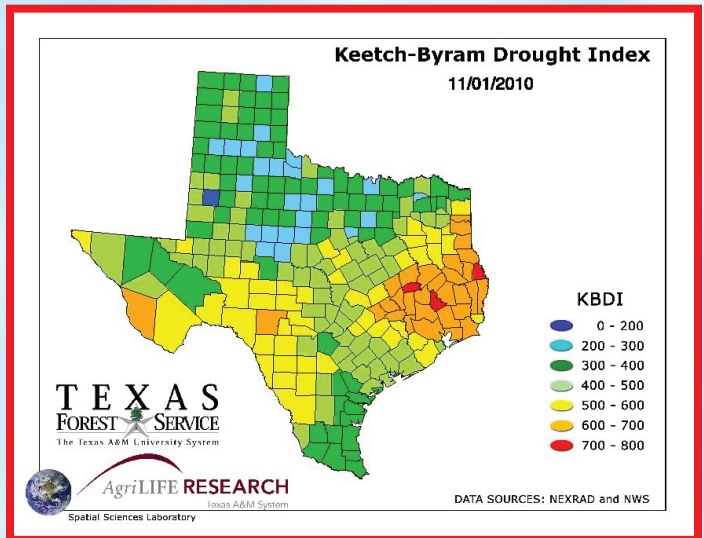 Keetch-Byram Drought Index
11/01/2010
KBDI
0 - 200
200 - 300
300 - 400
400 - 500
500 - 600
600 - 700
700 - 800
TEXAS
FOREST SERVICE
The Texas A&M University System
AgriLIFE RESEARCH
Texas A&M System
Spatial Sciences Laboratory
DATA SOURCES: NEXRAD and NWS